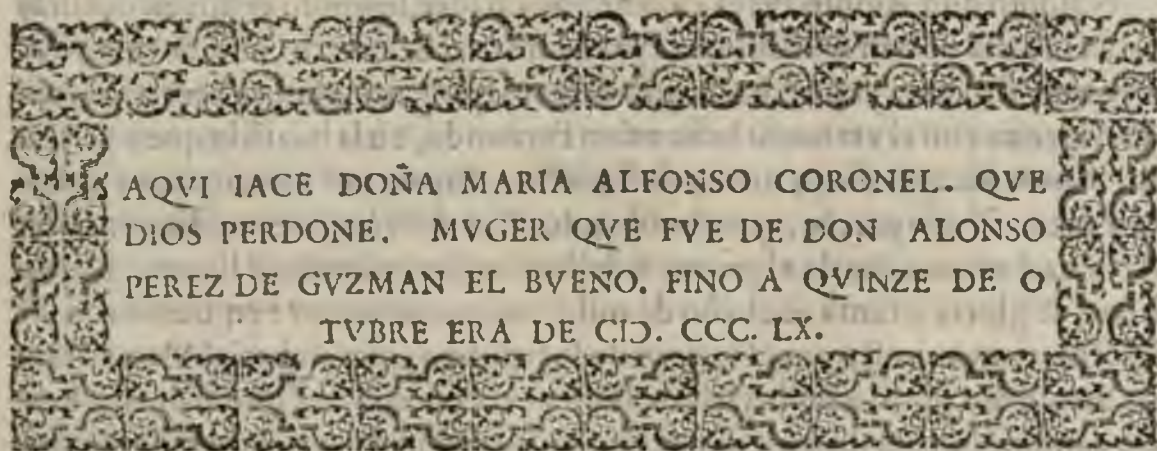 AQVI IACE DOÑA MARIA ALFONSO CORONEL. QVE
DIOS PERDONE. MVGER QVE FVE DE DON ALONSO
PEREZ DE GVZMAN EL BVENO. FINO A QVINZE DE O
TVBRE ERA DE CIƆ. CCC. LX.